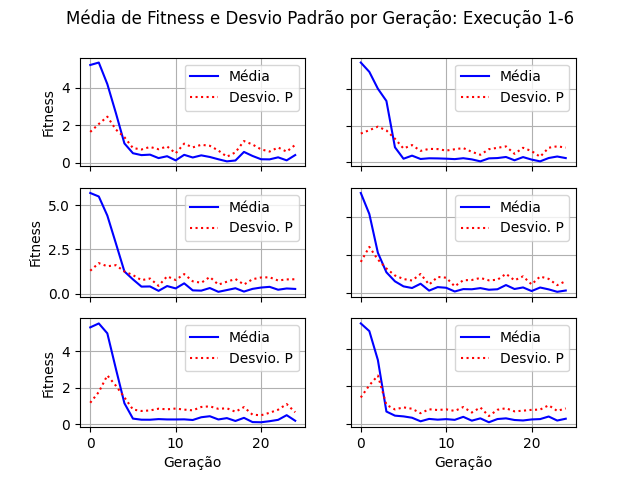 Média de Fitness e Desvio Padrão por Geração: Execução 1-6
Fitness
4
2
0
Média
Desvio. P
Média
Desvio. P
Fitness
5.0
2.5
0.0
Média
Desvio. P
Média
Desvio. P
Fitness
4
2
0
Média
Desvio. P
Média
Desvio. P
0 10 20
0 10 20
Geração
Geração